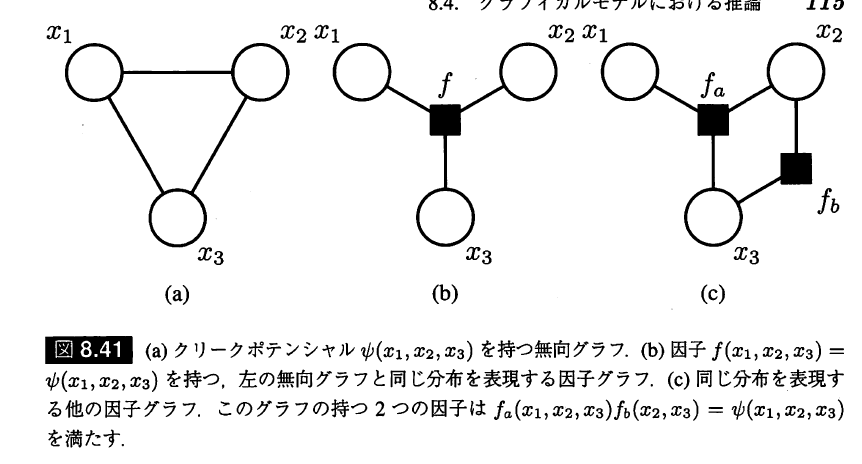 8.4. グラフィカルモデルにおける推論 115
x₁ x₂ x₁ x₂ x₁ x₂
f fₐ
f_b
x₃ x₃ x₃
(a) (b) (c)
図 8.41 (a) クリークポテンシャル ψ(x₁, x₂, x₃) を持つ無向グラフ. (b) 因子 f(x₁, x₂, x₃) =
ψ(x₁, x₂, x₃) を持つ, 左の無向グラフと同じ分布を表現する因子グラフ. (c) 同じ分布を表現す
る他の因子グラフ. このグラフの持つ 2 つの因子は fₐ(x₁, x₂, x₃)f_b(x₂, x₃) = ψ(x₁, x₂, x₃)
を満たす.